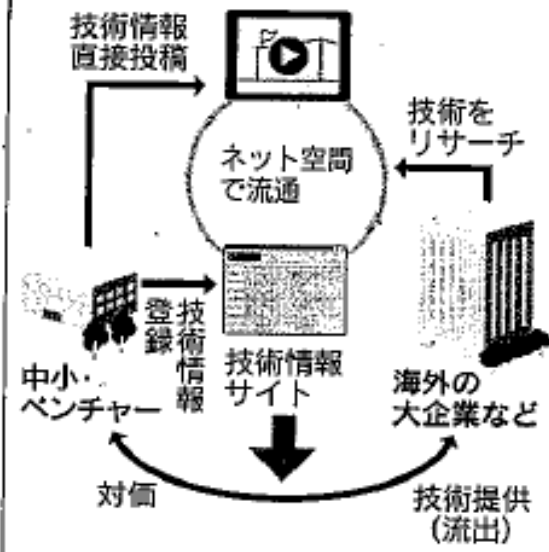 技術情報
直接投稿
技術を
リサーチ
ネット空間
で流通
技術情報
登録
中小・
ベンチャー
技術情報
サイト
海外の
大企業など
対価
技術提供
(流出)